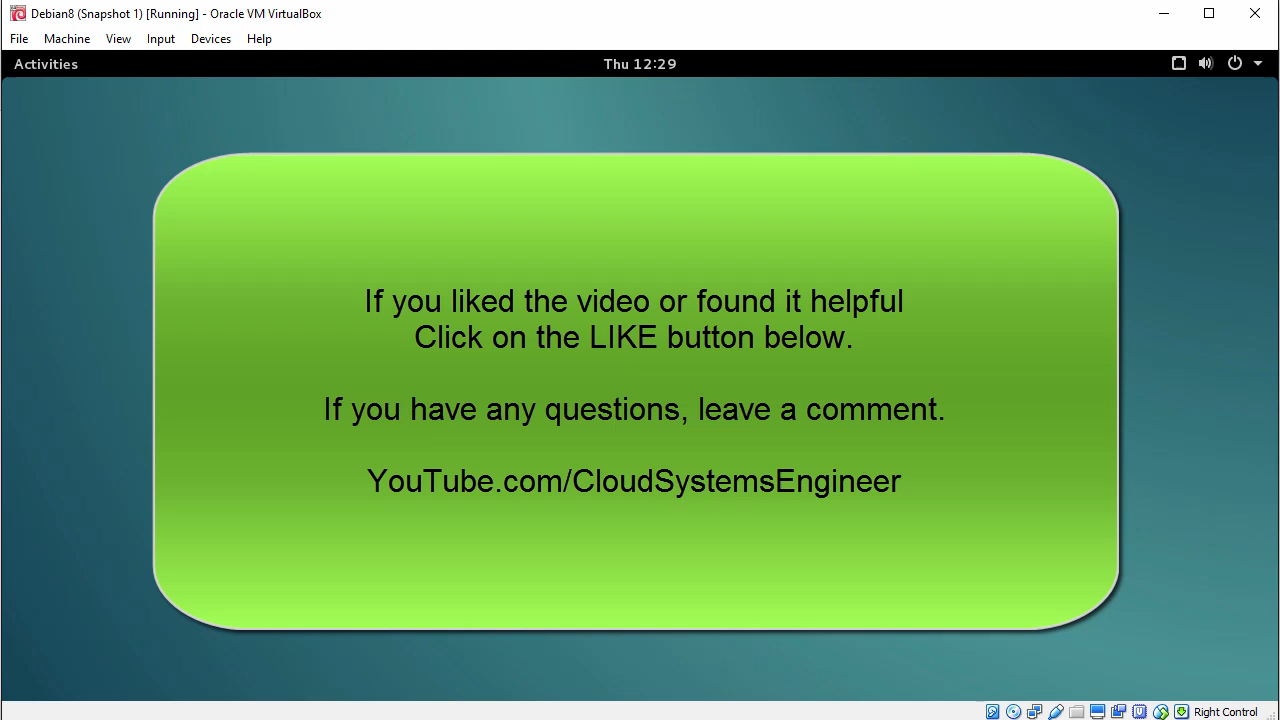 Debian8 (Snapshot 1) [Running] - Oracle VM VirtualBox
File Machine View Input Devices Help
Activities Thu 12:29
If you liked the video or found it helpful
Click on the LIKE button below.
If you have any questions, leave a comment.
YouTube.com/CloudSystemsEngineer
Right Control